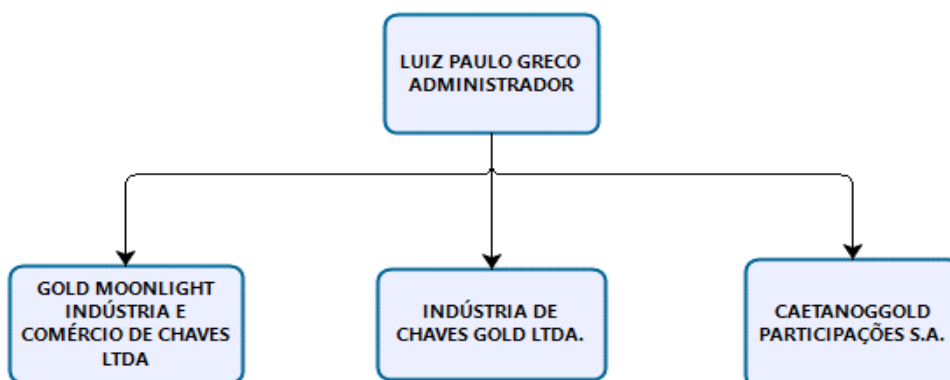 LUIZ PAULO GRECO
ADMINISTRADOR
GOLD MOONLIGHT
INDÚSTRIA E
COMÉRCIO DE CHAVES
LTDA
INDÚSTRIA DE
CHAVES GOLD LTDA.
CAETANOGGOLD
PARTICIPAÇÕES S.A.